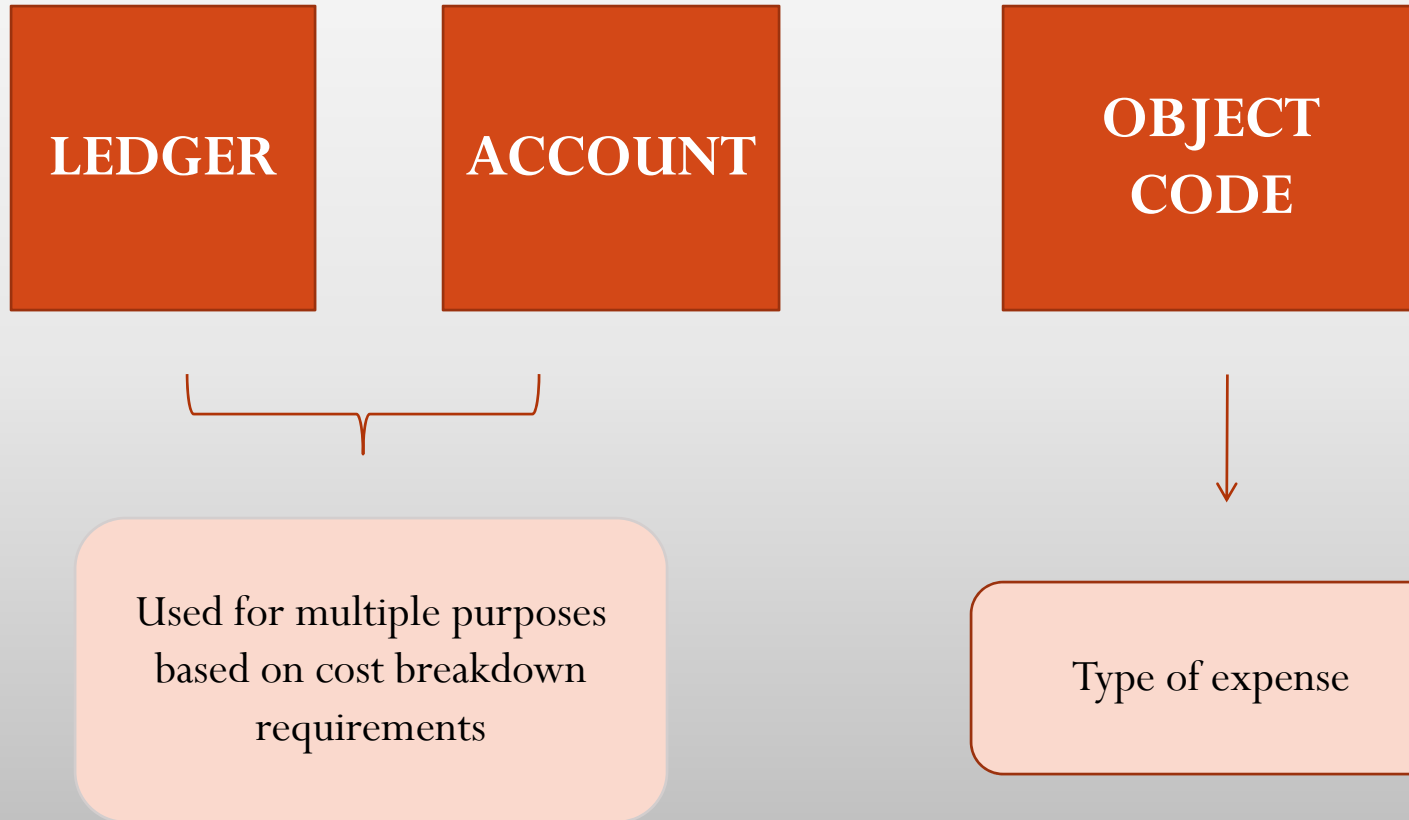 LEDGER
ACCOUNT
OBJECT
CODE
Used for multiple purposes
based on cost breakdown
requirements
Type of expense